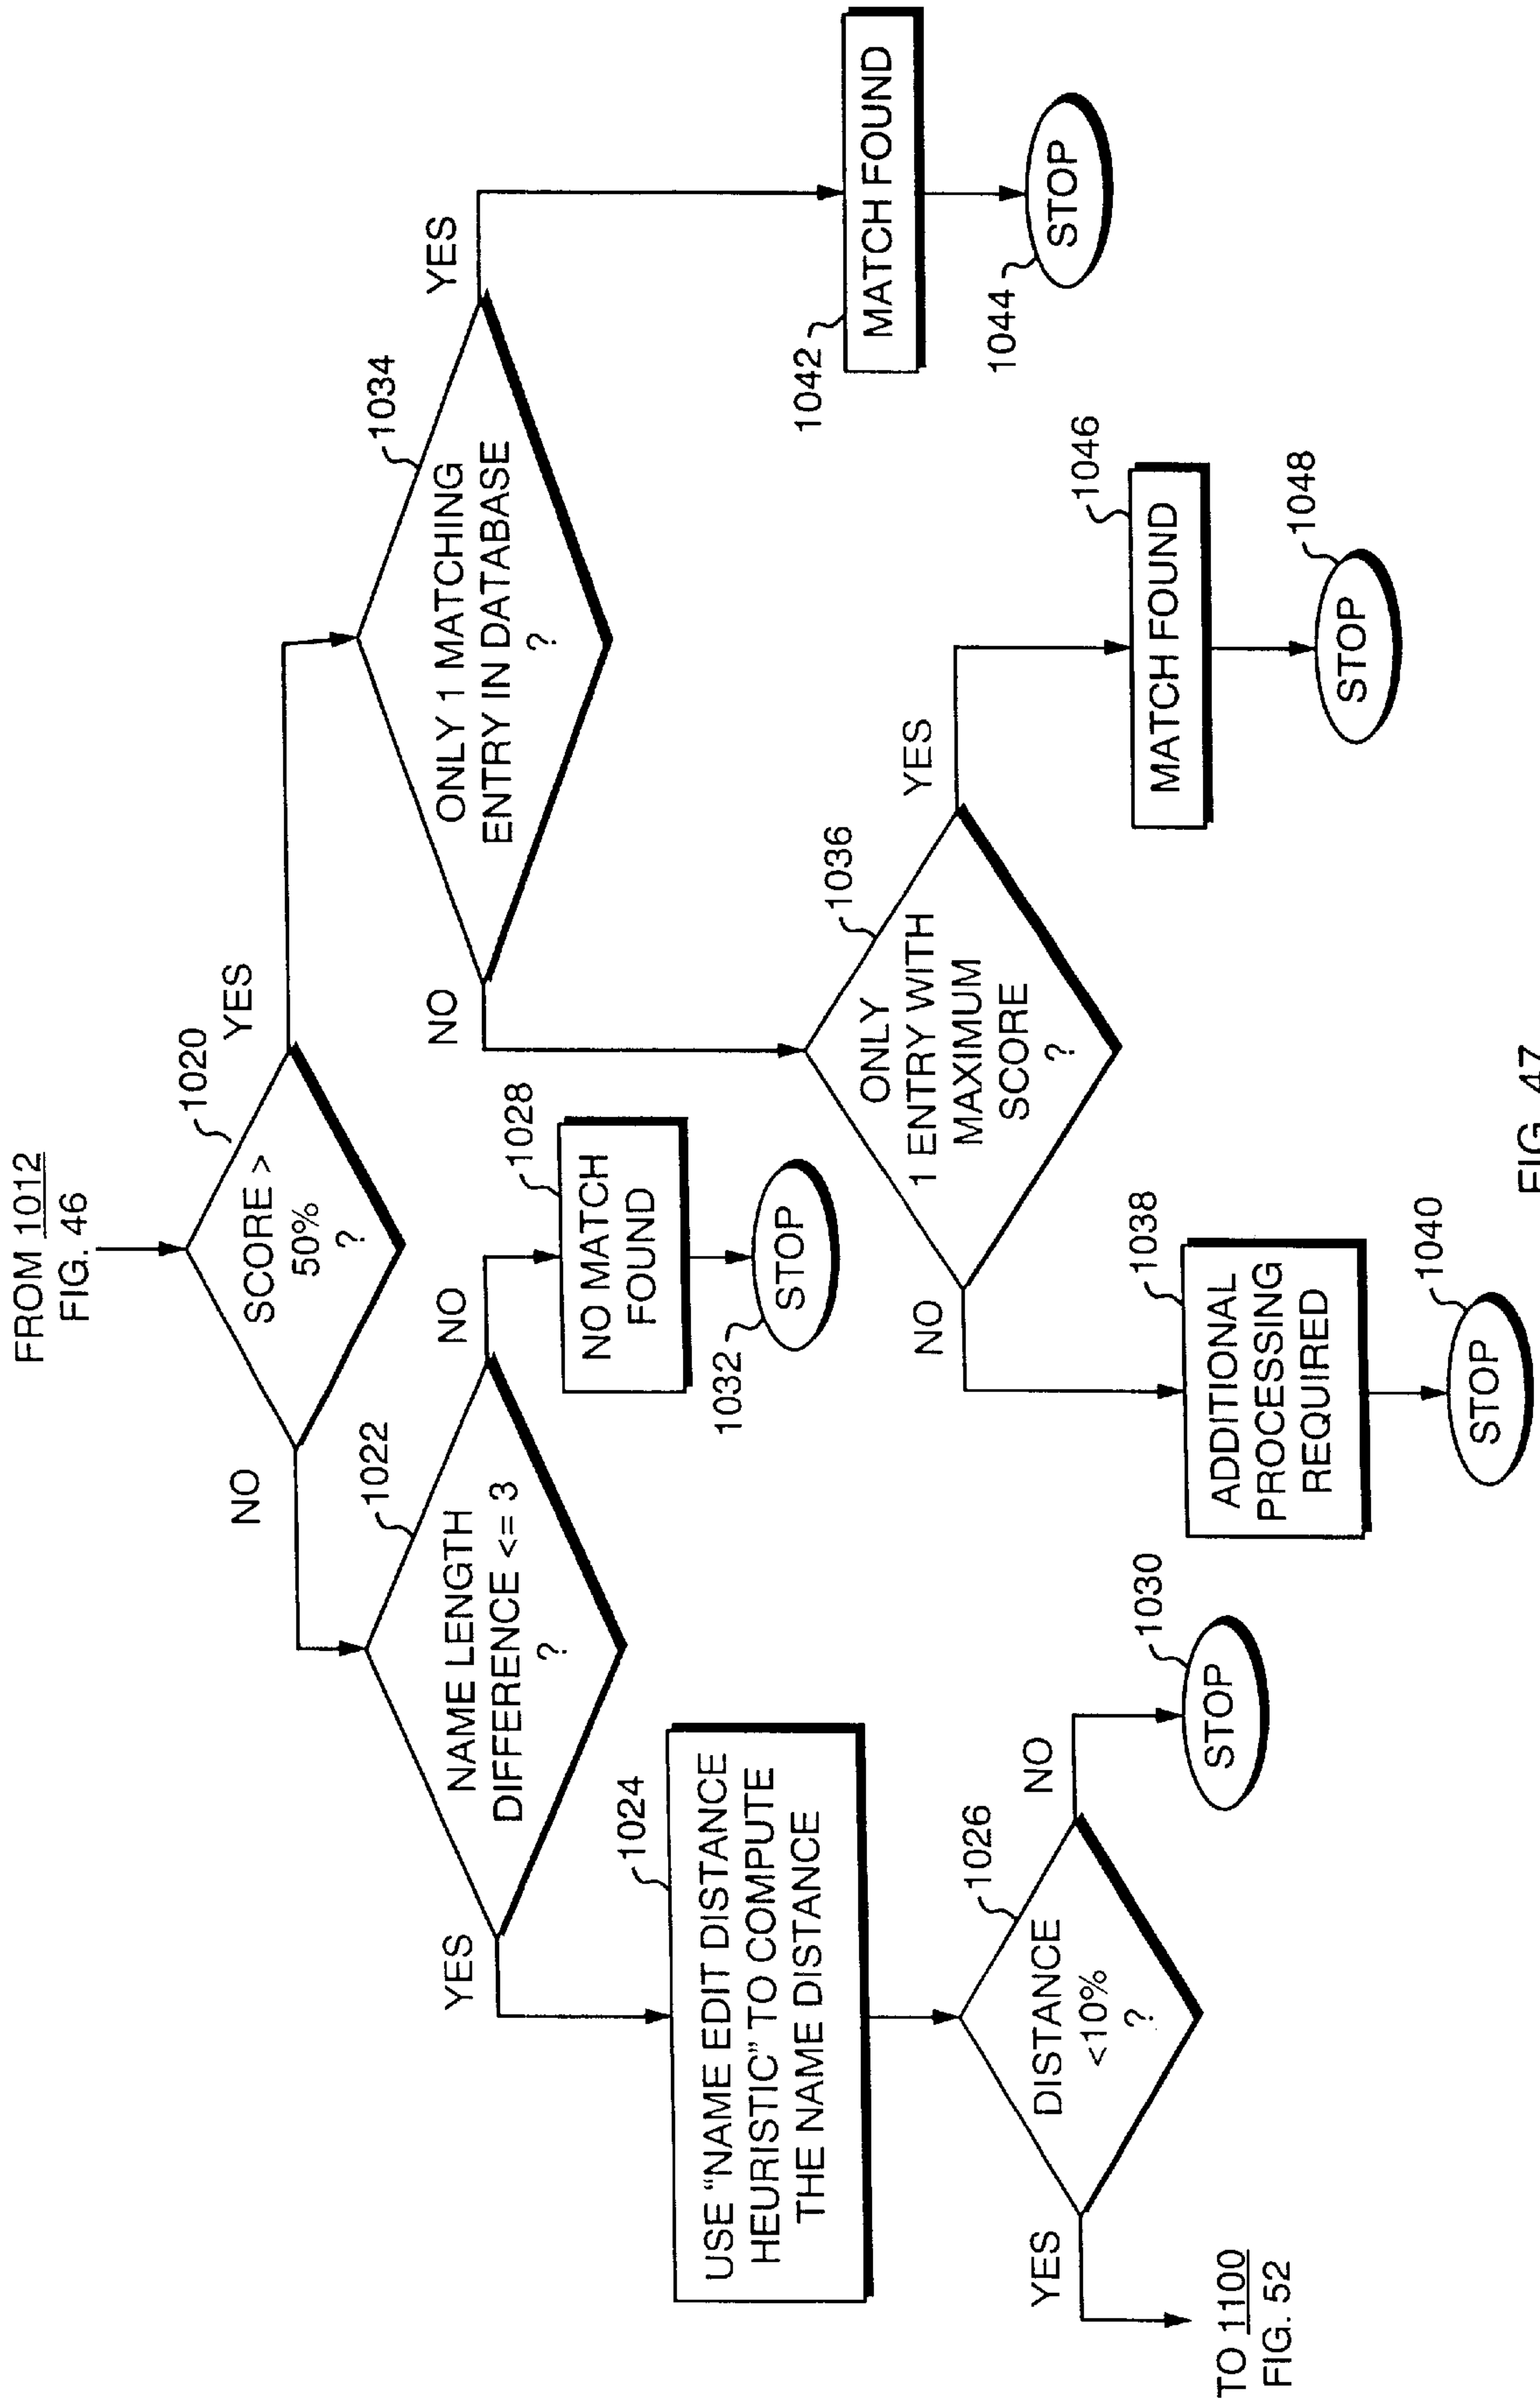 FROM 1012
FIG. 46
1020
SCORE >
50%
?
NO
YES
1022
NAME LENGTH
DIFFERENCE <= 3
?
YES
NO
1024
USE "NAME EDIT DISTANCE
HEURISTIC" TO COMPUTE
THE NAME DISTANCE
1026
DISTANCE
<10%
?
YES
NO
TO 1100
FIG. 52
1030
STOP
1028
NO MATCH
FOUND
1032
STOP
1034
ONLY 1 MATCHING
ENTRY IN DATABASE
?
NO
YES
1036
ONLY
1 ENTRY WITH
MAXIMUM
SCORE
?
NO
YES
1038
ADDITIONAL
PROCESSING
REQUIRED
1040
STOP
1046
MATCH FOUND
1048
STOP
1042
MATCH FOUND
1044
STOP
FIG. 47